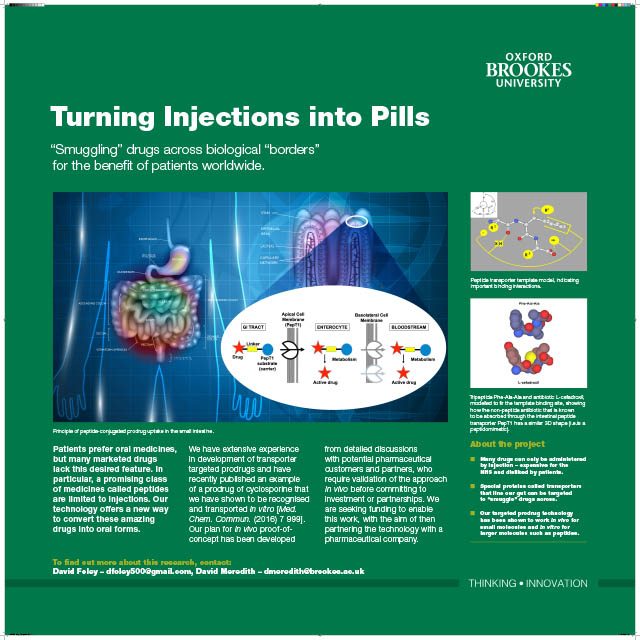 OXFORD
BROOKES
UNIVERSITY
Turning Injections into Pills
“Smuggling” drugs across biological “borders”
for the benefit of patients worldwide.
GI TRACT
Linker
Drug
PepT1
substrate
(carrier)
Apical Cell
Membrane
(PepT1)
ENTEROCYTE
Metabolism
Active drug
Basolateral Cell
Membrane
BLOODSTREAM
Metabolism
Active drug
Principle of peptide-conjugated prodrug uptake in the small intestine.
Peptide transporter template model, indicating
important binding interactions.
Phe-Ala-Ala
L-cefadroxil
Tripeptide Phe-Ala-Ala and antibiotic L-cefadroxil,
modelled to fit the template binding site, showing
how the non-peptide antibiotic that is known
to be absorbed through the intestinal peptide
transporter PepT1 has a similar 3D shape (i.e.is a
peptidomimetic).
Patients prefer oral medicines,
but many marketed drugs
lack this desired feature. In
particular, a promising class
of medicines called peptides
are limited to injections. Our
technology offers a new way
to convert these amazing
drugs into oral forms.
We have extensive experience
in development of transporter
targeted prodrugs and have
recently published an example
of a prodrug of cyclosporine that
we have shown to be recognised
and transported in vitro [Med.
Chem. Commun. (2016) 7 999].
Our plan for in vivo proof-of-
concept has been developed
from detailed discussions
with potential pharmaceutical
customers and partners, who
require validation of the approach
in vivo before committing to
investment or partnerships. We
are seeking funding to enable
this work, with the aim of then
partnering the technology with a
pharmaceutical company.
About the project
Many drugs can only be administered
by injection – expensive for the
NHS and disliked by patients.
Special proteins called transporters
that line our gut can be targeted
to “smuggle” drugs across.
Our targeted prodrug technology
has been shown to work in vivo for
small molecules and in vitro for
larger molecules such as peptides.
To find out more about this research, contact:
David Foley – dfoley500@gmail.com, David Meredith – dmeredith@brookes.ac.uk
THINKING • INNOVATION